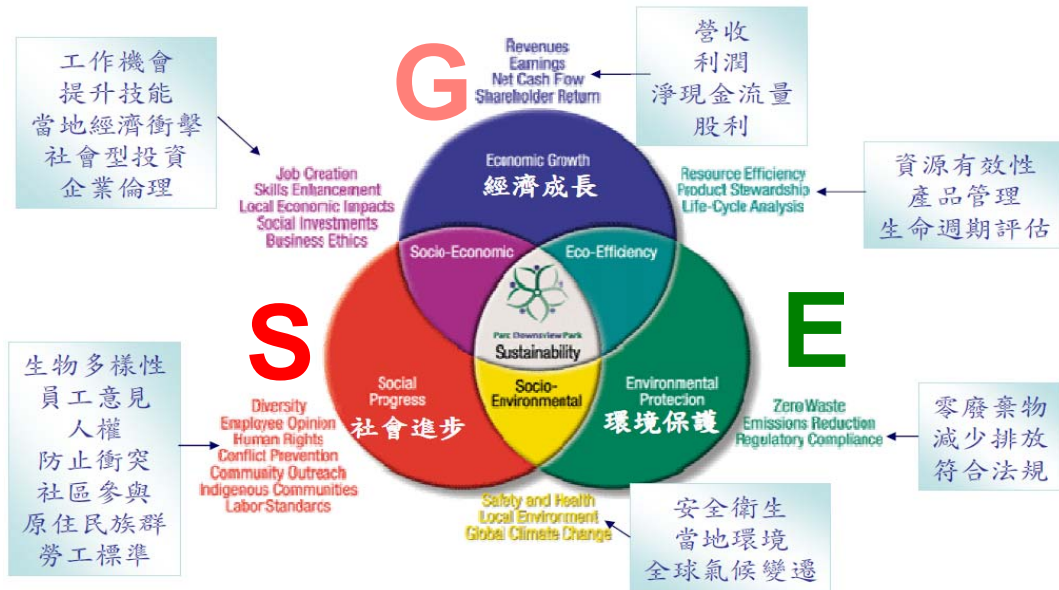 G
Revenues
Earnings
Net Cash Flow
Shareholder Return
營收
利潤
淨現金流量
股利
工作機會
提升技能
當地經濟衝擊
社會型投資
企業倫理
Job Creation
Skills Enhancement
Local Economic Impacts
Social Investments
Business Ethics
Economic Growth
經濟成長
Resource Efficiency
Product Stewardship
Life-Cycle Analysis
資源有效性
產品管理
生命週期評估
Socio-Economic
Eco-Efficiency
Parc Downsview Park
Sustainability
S
E
Social
Progress
社會進步
Socio-
Environmental
Environmental
Protection
環境保護
生物多樣性
員工意見
人權
防止衝突
社區參與
原住民族群
勞工標準
Diversity
Employee Opinion
Human Rights
Conflict Prevention
Community Outreach
Indigenous Communities
Labor Standards
Zero Waste
Emissions Reduction
Regulatory Compliance
零廢棄物
減少排放
符合法規
Safety and Health
Local Environment
Global Climate Change
安全衛生
當地環境
全球氣候變遷